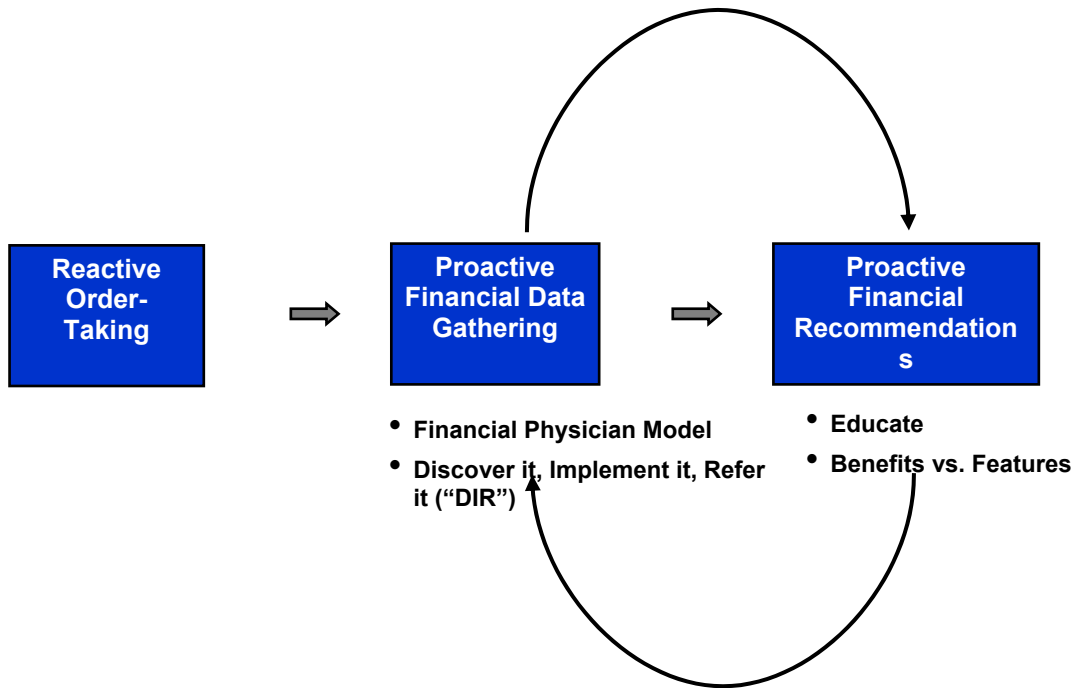 Reactive
Order-
Taking
Proactive
Financial Data
Gathering
Proactive
Financial
Recommendation
s
• Financial Physician Model
• Discover it, Implement it, Refer
it (“DIR”)
• Educate
• Benefits vs. Features